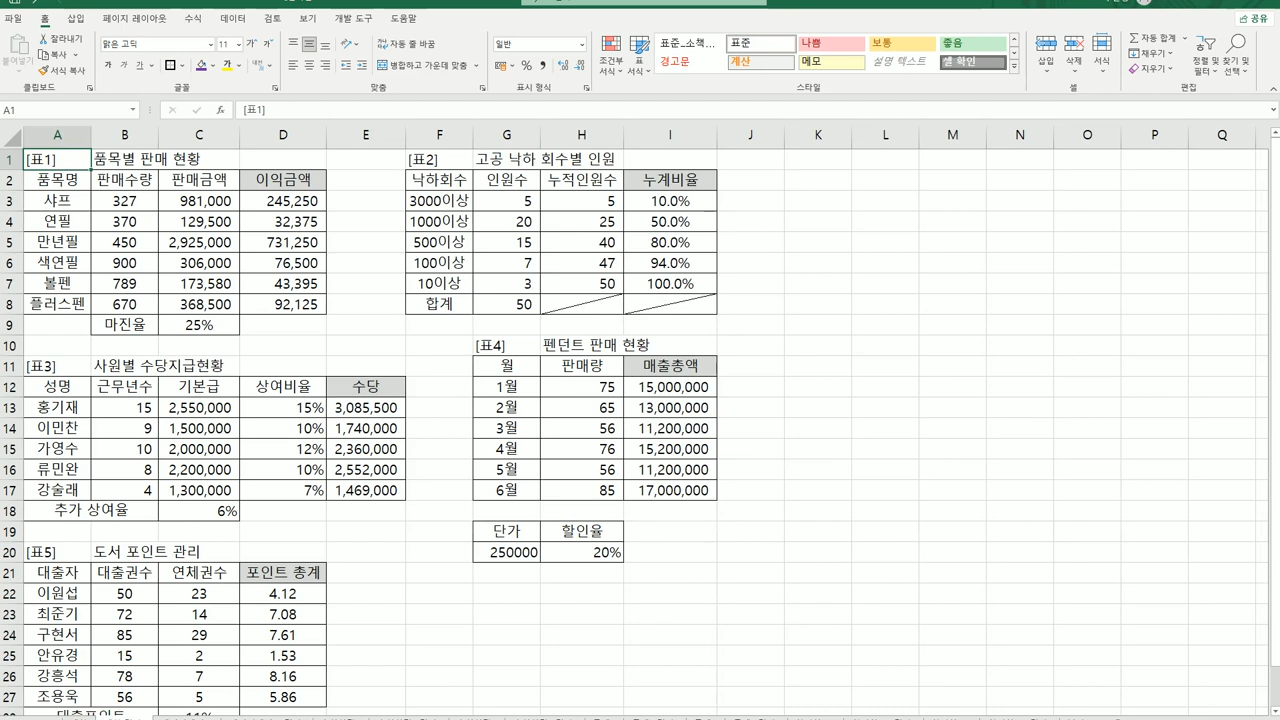 파일 홈 삽입 페이지 레이아웃 수식 데이터 검토 보기 개발 도구 도움말 공유
잘라내기 맑은 고딕 11 자동 줄 바꿈 일반 표준_소책... 표준 나쁨 보통 좋음 자동 합계
붙여넣기 복사 조건부 서식 표 서식 삽입 삭제 서식 채우기 정렬 및 필터 찾기 및 선택
서식 복사 가 가 가 병합하고 가운데 맞춤 경고문 계산 메모 설명 텍스트 셀 확인 지우기
클립보드 글꼴 맞춤 표시 형식 스타일 셀 편집
A1 fx [표1]
A B C D E F G H I J K L M N O P Q
1 [표1] 품목별 판매 현황 [표2] 고공 낙하 회수별 인원
2 품목명 판매수량 판매금액 이익금액 낙하회수 인원수 누적인원수 누계비율
3 샤프 327 981,000 245,250 3000이상 5 5 10.0%
4 연필 370 129,500 32,375 1000이상 20 25 50.0%
5 만년필 450 2,925,000 731,250 500이상 15 40 80.0%
6 색연필 900 306,000 76,500 100이상 7 47 94.0%
7 볼펜 789 173,580 43,395 10이상 3 50 100.0%
8 플러스펜 670 368,500 92,125 합계 50
9 마진율 25%
10 [표4] 펜던트 판매 현황
11 [표3] 사원별 수당지급현황 월 판매량 매출총액
12 성명 근무년수 기본급 상여비율 수당 1월 75 15,000,000
13 홍기재 15 2,550,000 15% 3,085,500 2월 65 13,000,000
14 이민찬 9 1,500,000 10% 1,740,000 3월 56 11,200,000
15 가영수 10 2,000,000 12% 2,360,000 4월 76 15,200,000
16 류민완 8 2,200,000 10% 2,552,000 5월 56 11,200,000
17 강술래 4 1,300,000 7% 1,469,000 6월 85 17,000,000
18 추가 상여율 6%
19 단가 할인율
20 [표5] 도서 포인트 관리 250000 20%
21 대출자 대출권수 연체권수 포인트 총계
22 이원섭 50 23 4.12
23 최준기 72 14 7.08
24 구현서 85 29 7.61
25 안유경 15 2 1.53
26 강흥석 78 7 8.16
27 조용욱 56 5 5.86